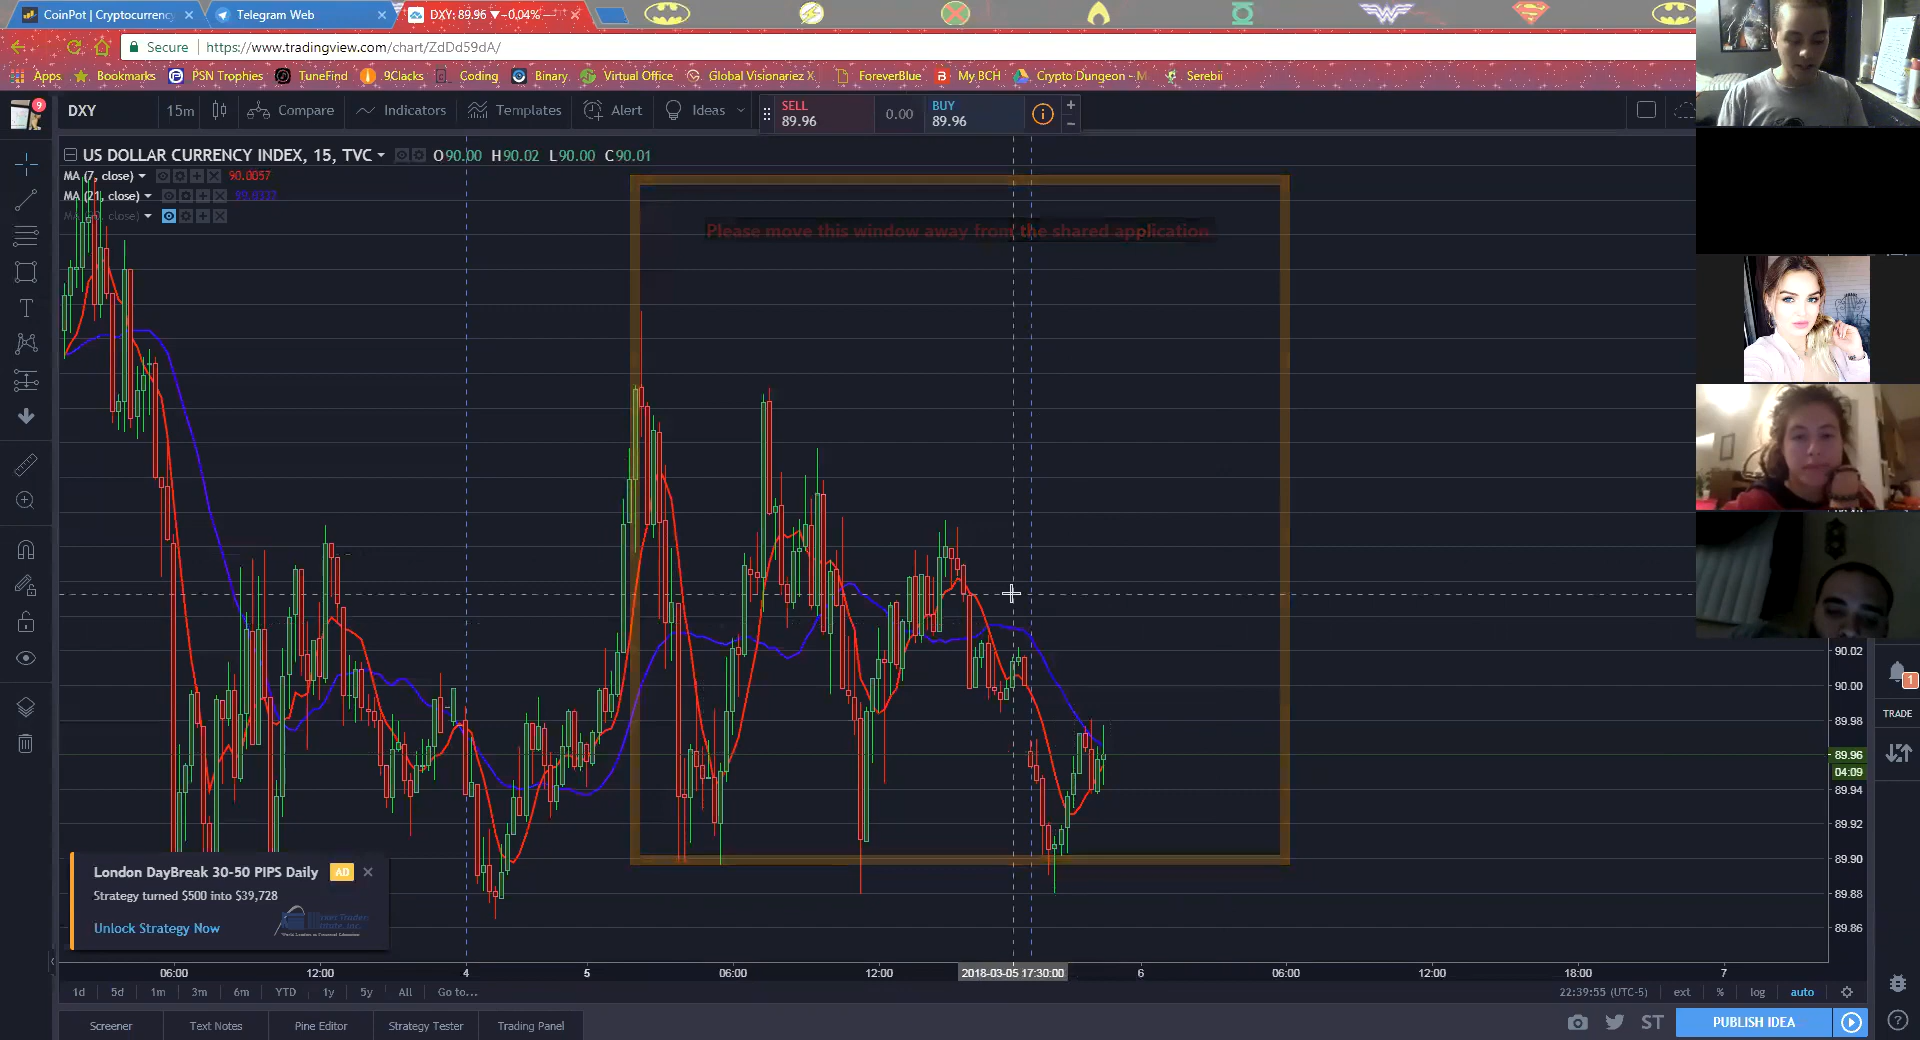 CoinPot | Cryptocurrency
Telegram Web
DXY: 89.96 ▼ −0.04% —
Secure
https://www.tradingview.com/chart/ZdDd59dA/
Apps
Bookmarks
PSN Trophies
TuneFind
9Clacks
Coding
Binary
Virtual Office
Global Visionariez X
ForeverBlue
My BCH
Crypto Dungeon - M
Serebii
9
DXY
15m
Compare
Indicators
Templates
Alert
Ideas
SELL
89.96
0.00
BUY
89.96
US DOLLAR CURRENCY INDEX, 15, TVC
O90.00 H90.02 L90.00 C90.01
MA (7, close)
90.0057
MA (21, close)
Please move this window away from the shared application.
90.02
90.00
89.98
89.96
04:09
89.94
89.92
89.90
89.88
89.86
1
TRADE
London DayBreak 30-50 PIPS Daily
AD
Strategy turned $500 into $39,728
Unlock Strategy Now
06:00
12:00
4
5
06:00
12:00
2018-03-05 17:30:00
6
06:00
12:00
18:00
7
1d
5d
1m
3m
6m
YTD
1y
5y
All
Go to...
22:39:55 (UTC-5)
ext
%
log
auto
Screener
Text Notes
Pine Editor
Strategy Tester
Trading Panel
ST
PUBLISH IDEA